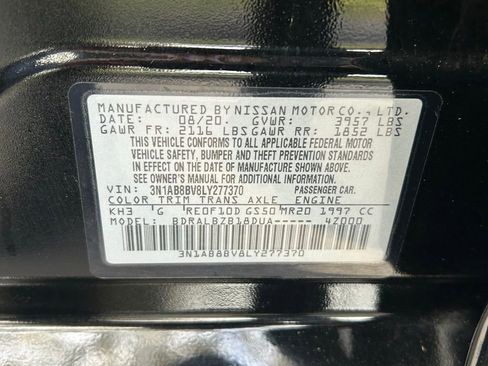 MANUFACTURED BY NISSAN MOTOR CO., LTD.
DATE: 08/20. GVWR: 3957 LBS
GAWR FR: 2116 LBS GAWR RR: 1852 LBS
THIS VEHICLE CONFORMS TO ALL APPLICABLE FEDERAL MOTOR
VEHICLE SAFETY, BUMPER AND THEFT PREVENTION STANDARDS
IN EFFECT ON THE DATE OF MANUFACTURE SHOWN ABOVE.
SEE OWNER'S MANUAL FOR ADDITIONAL INFORMATION.
VIN: 3N1AB8BV8LY277370 PASSENGER CAR.
COLOR TRIM TRANS AXLE ENGINE
KH3 G RE0F10D GS50 MR20 1997 CC
MODEL: BDRALBZB18DUA----- 4Z000
3N1AB8BV8LY277370